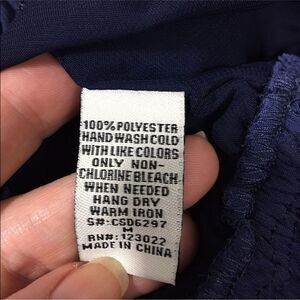 100% POLYESTER
HAND WASH COLD
WITH LIKE COLORS
ONLY NON-
CHLORINE BLEACH
WHEN NEEDED
HANG DRY
WARM IRON
S#:CSD6297
M
RN#:123022
MADE IN CHINA